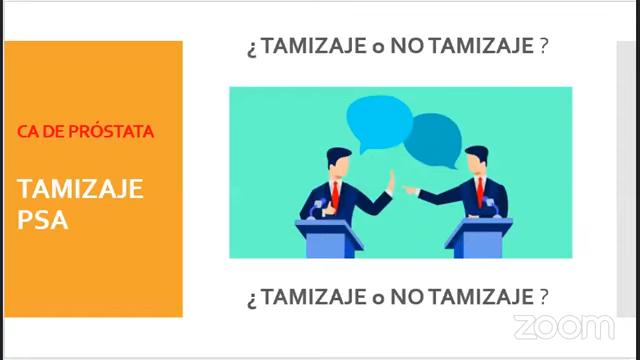 ¿ TAMIZAJE o NO TAMIZAJE ?
CA DE PRÓSTATA
TAMIZAJE
PSA
¿ TAMIZAJE o NO TAMIZAJE ?
zoom